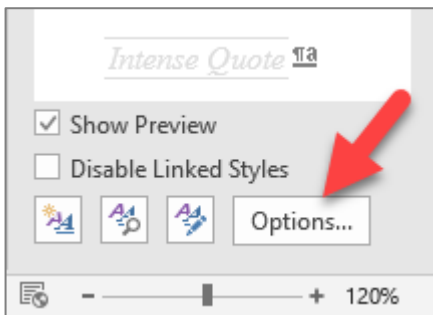 Intense Quote ¶a
Show Preview
Disable Linked Styles
Options...
- + 120%